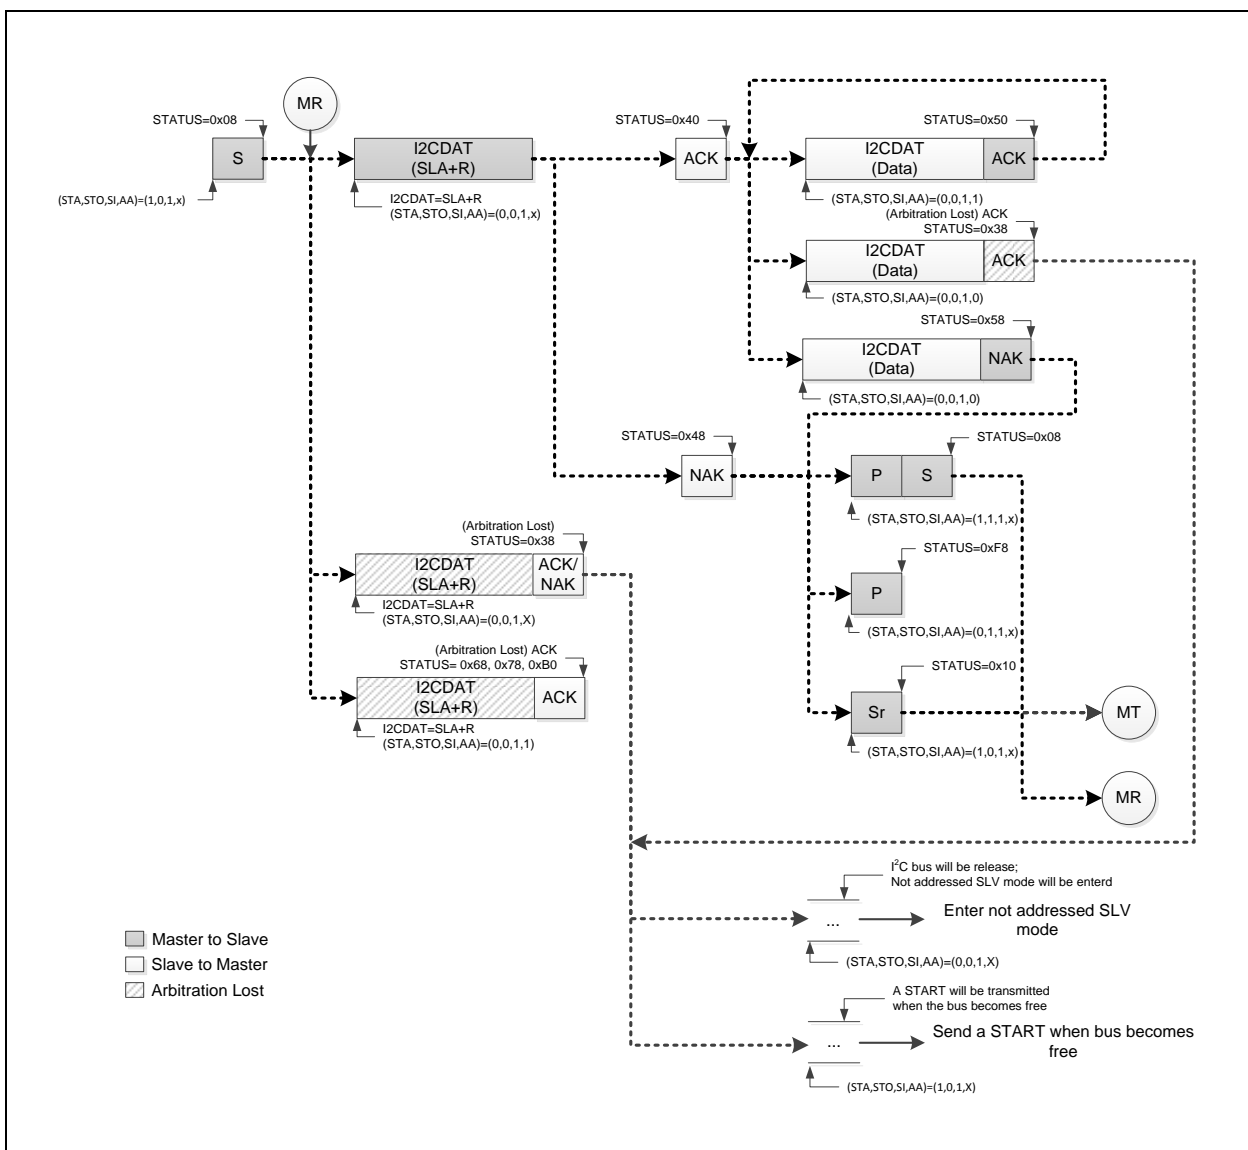 MR
STATUS=0x08
S
(STA,STO,SI,AA)=(1,0,1,x)
I2CDAT
(SLA+R)
I2CDAT=SLA+R
(STA,STO,SI,AA)=(0,0,1,x)
STATUS=0x40
ACK
STATUS=0x50
I2CDAT
(Data)
ACK
(STA,STO,SI,AA)=(0,0,1,1)
(Arbitration Lost) ACK
STATUS=0x38
I2CDAT
(Data)
ACK
(STA,STO,SI,AA)=(0,0,1,0)
STATUS=0x58
I2CDAT
(Data)
NAK
(STA,STO,SI,AA)=(0,0,1,0)
STATUS=0x48
NAK
STATUS=0x08
P
S
(STA,STO,SI,AA)=(1,1,1,x)
(Arbitration Lost)
STATUS=0x38
I2CDAT
(SLA+R)
ACK/
NAK
I2CDAT=SLA+R
(STA,STO,SI,AA)=(0,0,1,X)
STATUS=0xF8
P
(STA,STO,SI,AA)=(0,1,1,x)
(Arbitration Lost) ACK
STATUS= 0x68, 0x78, 0xB0
I2CDAT
(SLA+R)
ACK
I2CDAT=SLA+R
(STA,STO,SI,AA)=(0,0,1,1)
STATUS=0x10
Sr
(STA,STO,SI,AA)=(1,0,1,x)
MT
MR
I²C bus will be release;
Not addressed SLV mode will be enterd
...
Enter not addressed SLV
mode
(STA,STO,SI,AA)=(0,0,1,X)
Master to Slave
Slave to Master
Arbitration Lost
A START will be transmitted
when the bus becomes free
...
Send a START when bus becomes
free
(STA,STO,SI,AA)=(1,0,1,X)